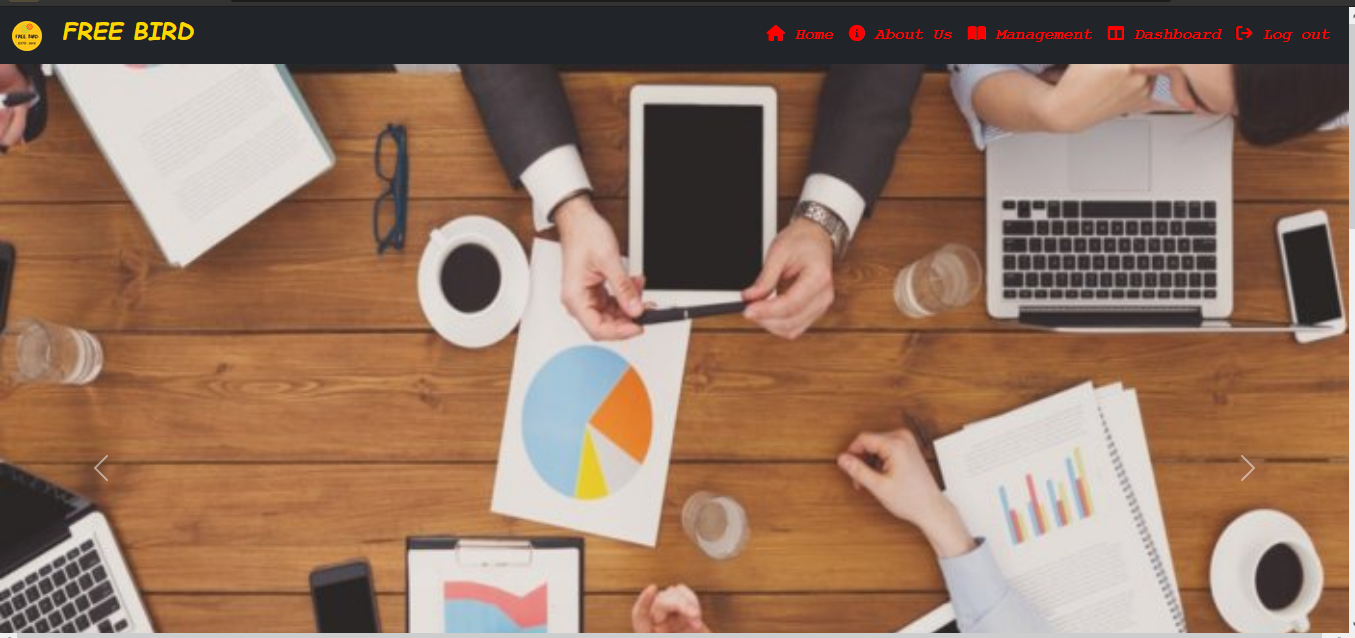 FREE BIRD
Home About Us Management Dashboard Log out